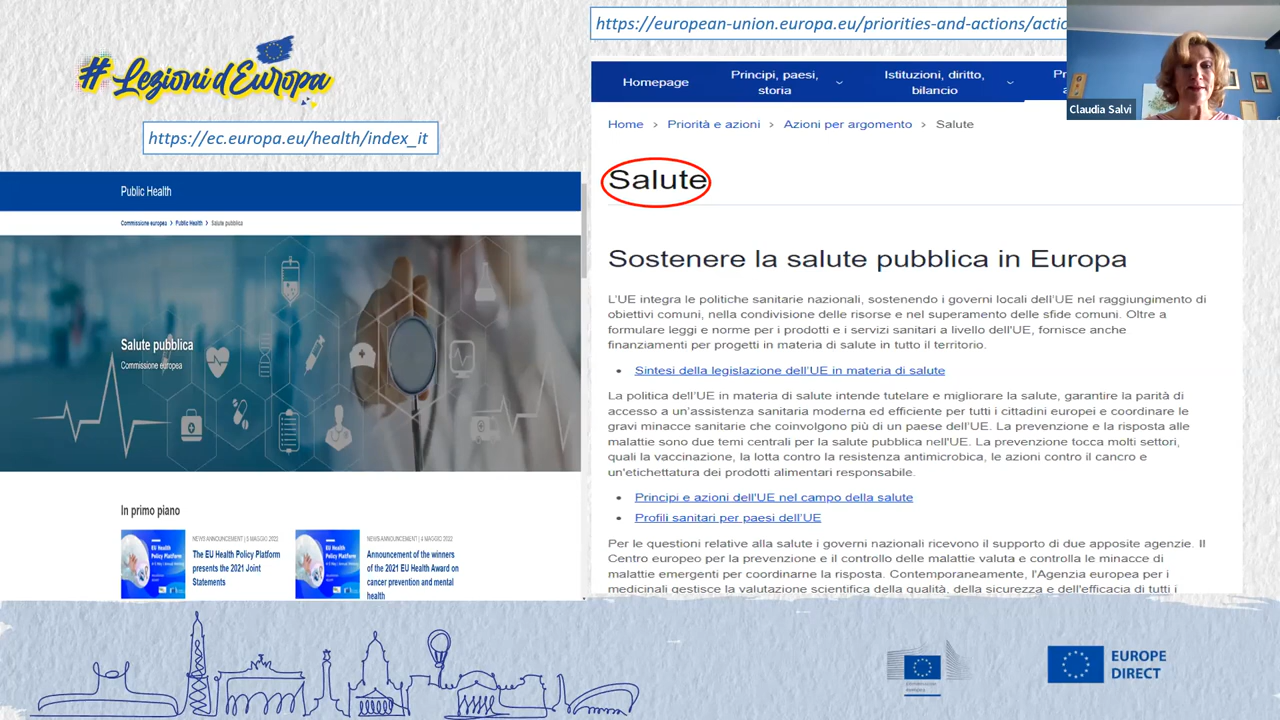 # Lezioni d'Europa
https://ec.europa.eu/health/index_it
Public Health
Commissione europea > Public Health > Salute pubblica
Salute pubblica
Commissione europea
In primo piano
EU Health
Policy Platform
NEWS ANNOUNCEMENT | 5 MAGGIO 2022
The EU Health Policy Platform
presents the 2021 Joint
Statements
EU Health
Policy Platform
NEWS ANNOUNCEMENT | 4 MAGGIO 2022
Announcement of the winners
of the 2021 EU Health Award on
cancer prevention and mental
health
https://european-union.europa.eu/priorities-and-actions/actio
Homepage
Principi, paesi,
storia
Istituzioni, diritto,
bilancio
Claudia Salvi
Home > Priorità e azioni > Azioni per argomento > Salute
Salute
Sostenere la salute pubblica in Europa
L'UE integra le politiche sanitarie nazionali, sostenendo i governi locali dell'UE nel raggiungimento di
obiettivi comuni, nella condivisione delle risorse e nel superamento delle sfide comuni. Oltre a
formulare leggi e norme per i prodotti e i servizi sanitari a livello dell'UE, fornisce anche
finanziamenti per progetti in materia di salute in tutto il territorio.
• Sintesi della legislazione dell'UE in materia di salute
La politica dell'UE in materia di salute intende tutelare e migliorare la salute, garantire la parità di
accesso a un'assistenza sanitaria moderna ed efficiente per tutti i cittadini europei e coordinare le
gravi minacce sanitarie che coinvolgono più di un paese dell'UE. La prevenzione e la risposta alle
malattie sono due temi centrali per la salute pubblica nell'UE. La prevenzione tocca molti settori,
quali la vaccinazione, la lotta contro la resistenza antimicrobica, le azioni contro il cancro e
un'etichettatura dei prodotti alimentari responsabile.
• Principi e azioni dell'UE nel campo della salute
• Profili sanitari per paesi dell'UE
Per le questioni relative alla salute i governi nazionali ricevono il supporto di due apposite agenzie. Il
Centro europeo per la prevenzione e il controllo delle malattie valuta e controlla le minacce di
malattie emergenti per coordinarne la risposta. Contemporaneamente, l'Agenzia europea per i
medicinali gestisce la valutazione scientifica della qualità, della sicurezza e dell'efficacia di tutti i
EUROPE
DIRECT